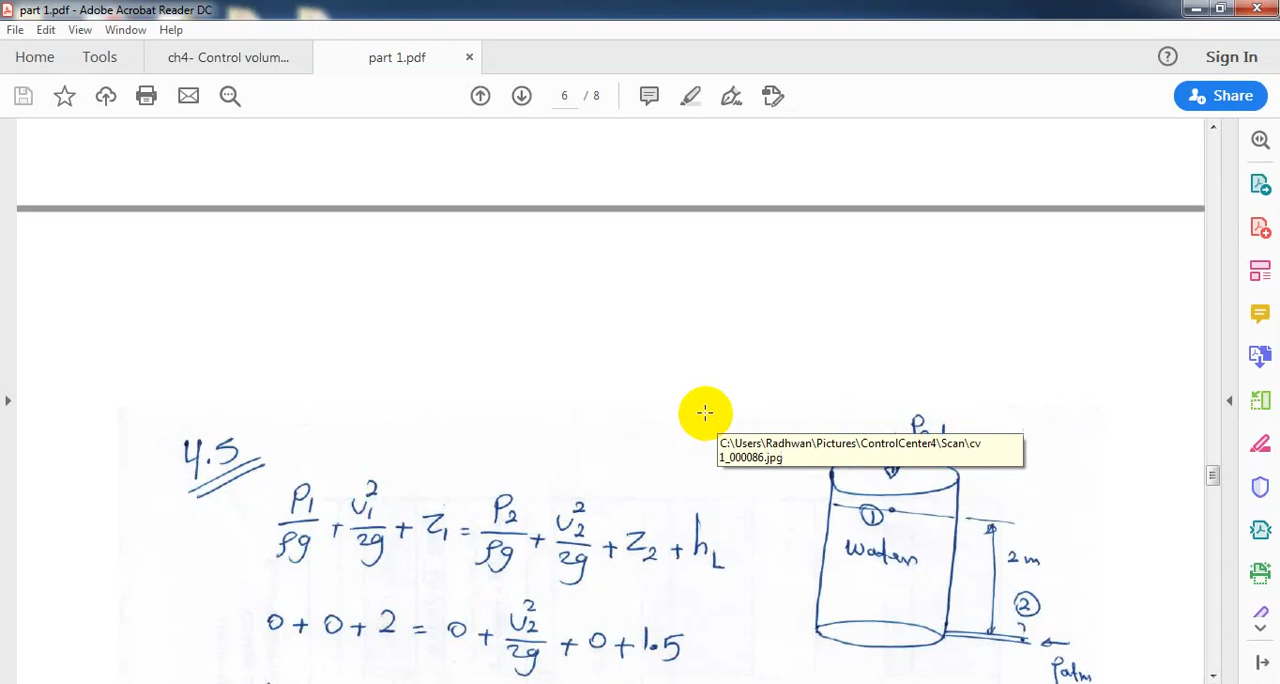 part 1.pdf - Adobe Acrobat Reader DC
File Edit View Window Help
Home Tools ch4- Control volum... part 1.pdf × ? Sign In
6 / 8 Share
C:\Users\Radhwan\Pictures\ControlCenter4\Scan\cv
1_000086.jpg
4.5
P1/ρg + v1²/2g + z1 = P2/ρg + v2²/2g + z2 + hL
0 + 0 + 2 = 0 + v2²/2g + 0 + 1.5
1
water
2 m
2
Patm